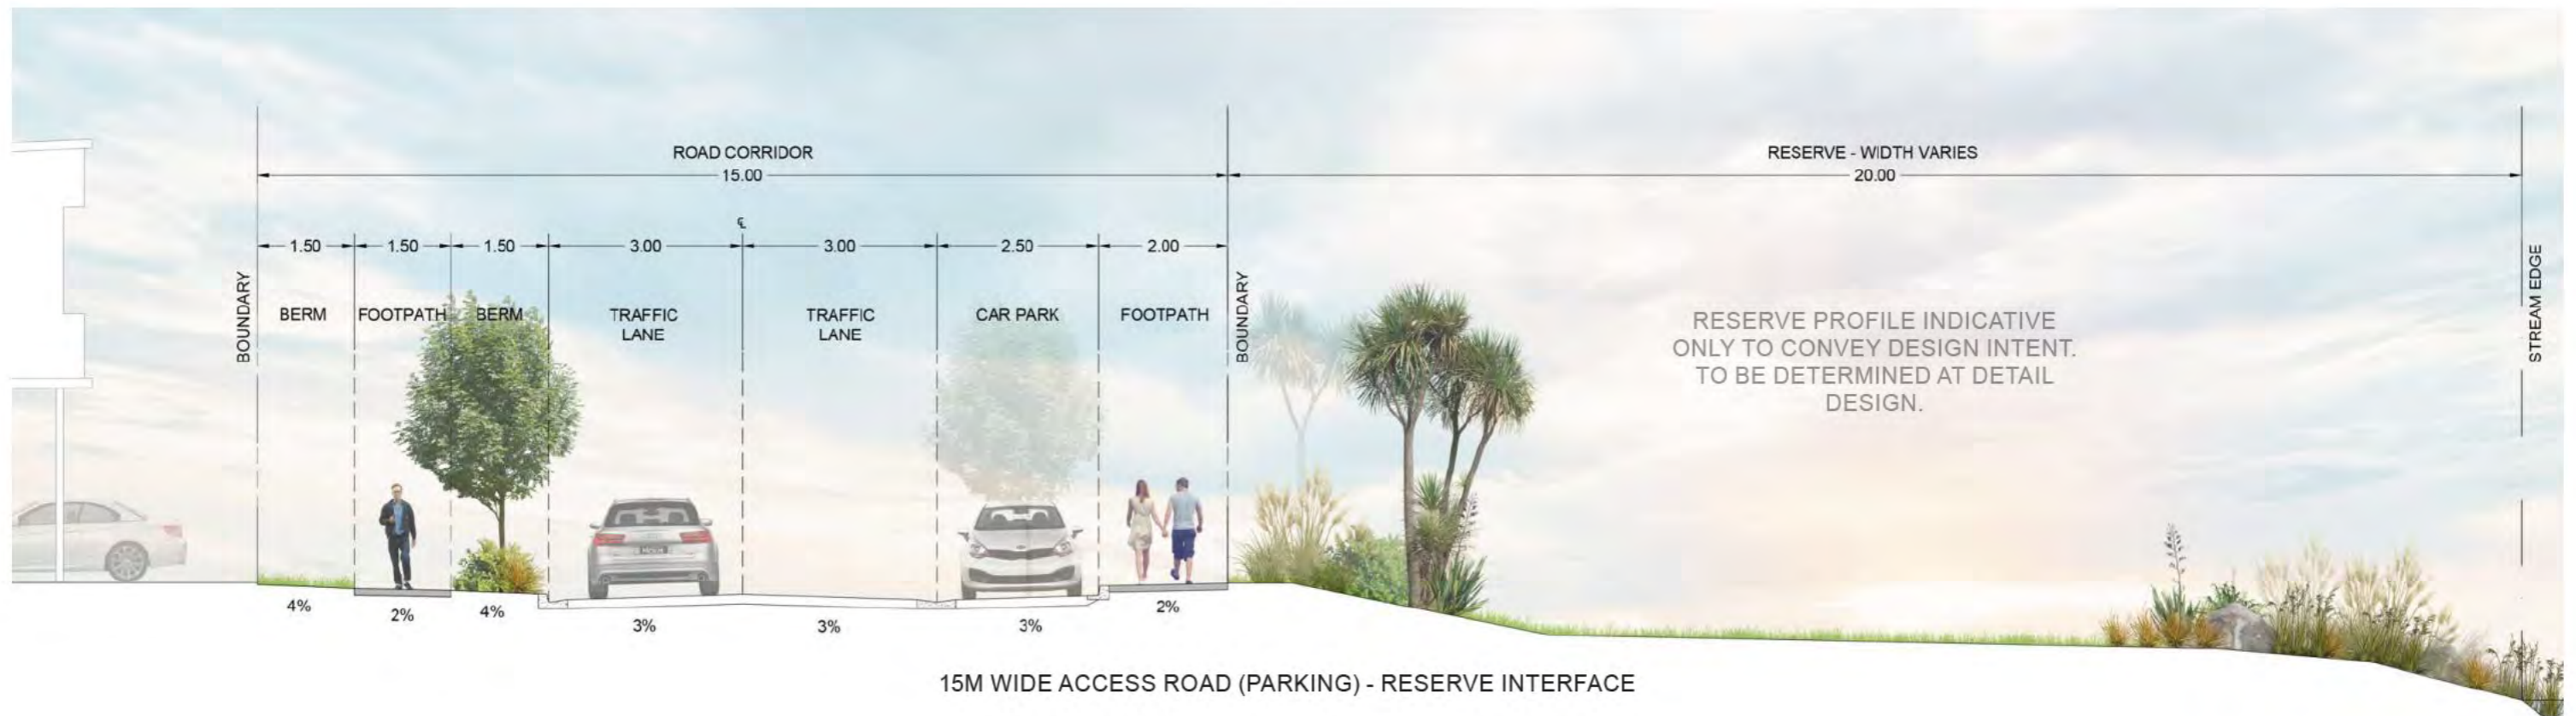 ROAD CORRIDOR
15.00
RESERVE - WIDTH VARIES
20.00
℄
1.50
1.50
1.50
3.00
3.00
2.50
2.00
BOUNDARY
BERM
FOOTPATH
BERM
TRAFFIC
LANE
TRAFFIC
LANE
CAR PARK
FOOTPATH
BOUNDARY
RESERVE PROFILE INDICATIVE
ONLY TO CONVEY DESIGN INTENT.
TO BE DETERMINED AT DETAIL
DESIGN.
STREAM EDGE
4%
2%
4%
3%
3%
3%
2%
15M WIDE ACCESS ROAD (PARKING) - RESERVE INTERFACE